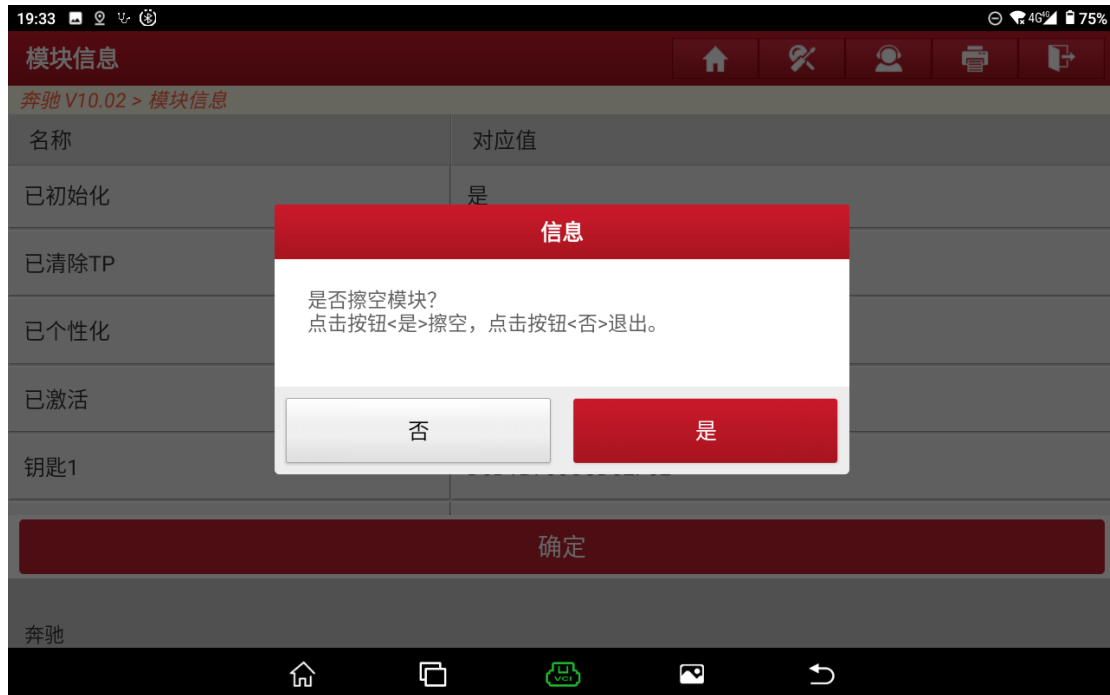 19:33
4G 4G 75%
模块信息
奔驰 V10.02 > 模块信息
名称
对应值
已初始化
是
信息
已清除TP
是否擦空模块?
点击按钮<是>擦空，点击按钮<否>退出。
已个性化
已激活
否
是
钥匙1
确定
奔驰
VCI